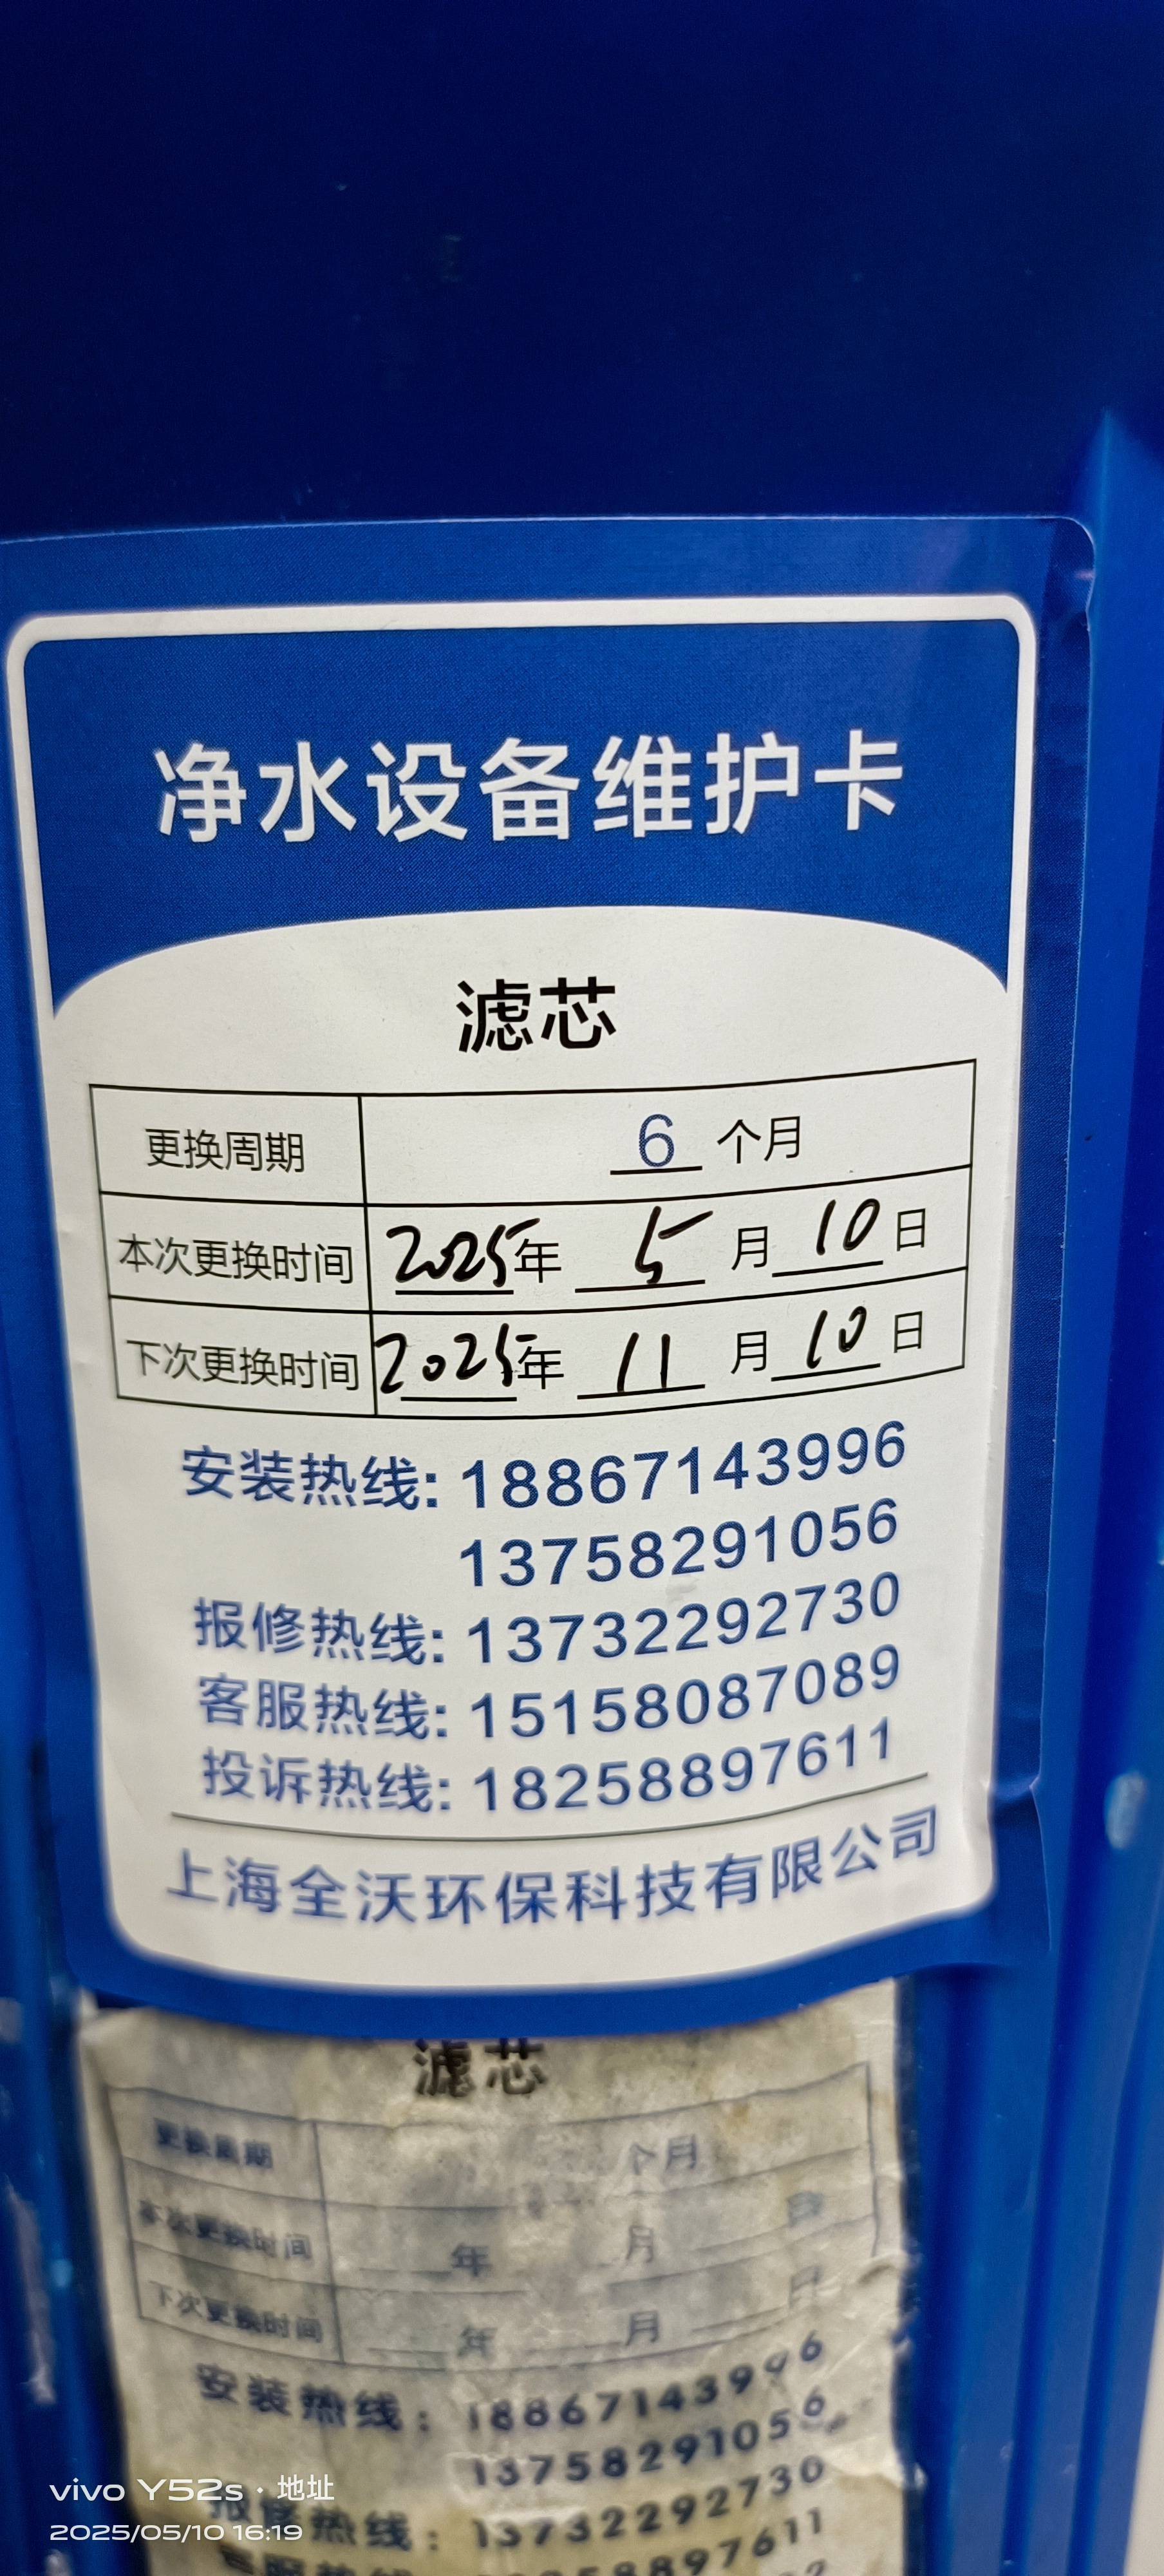 净水设备维护卡
滤芯
更换周期 6 个月
本次更换时间 2025年 5 月 10 日
下次更换时间 2025年 11 月 10 日
安装热线: 18867143996
13758291056
报修热线: 13732292730
客服热线: 15158087089
投诉热线: 18258897611
上海全沃环保科技有限公司
滤芯
更换周期 个月
本次更换时间 年 月 日
下次更换时间 年 月 日
安装热线: 18867143996
13758291056
报修热线: 13732292730
vivo Y52s · 地址
2025/05/10 16:19